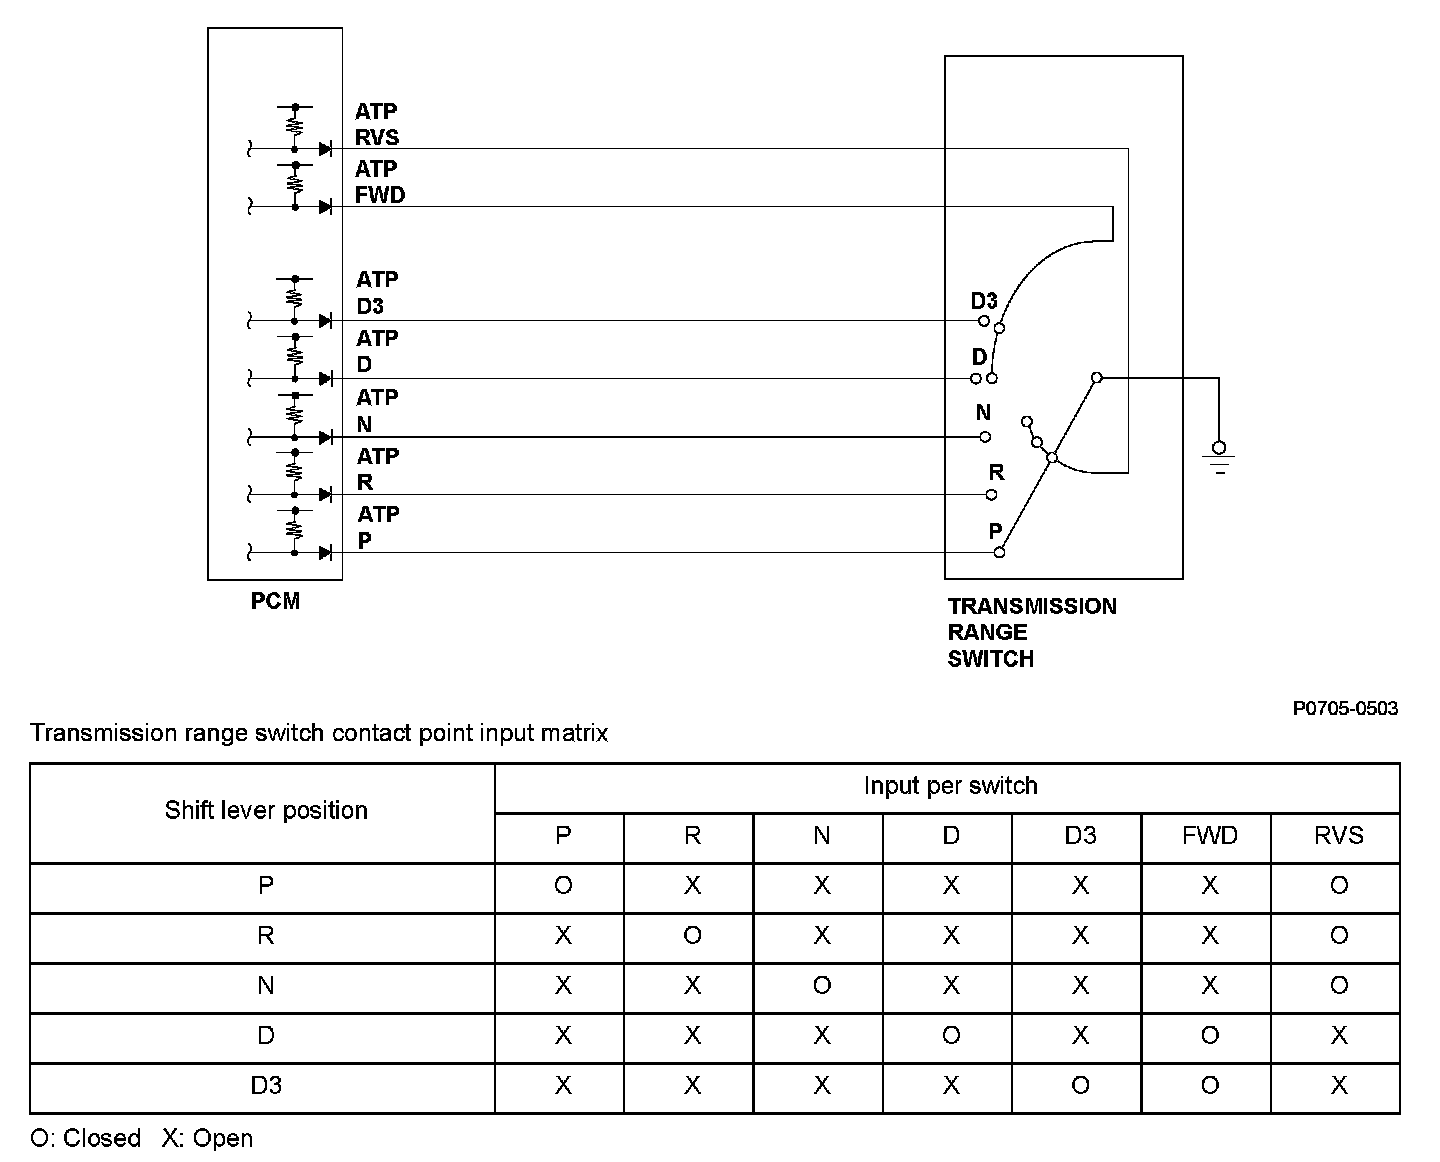 ATP
RVS
ATP
FWD
ATP
D3
ATP
D
ATP
N
ATP
R
ATP
P
D3
D
N
R
P
PCM
TRANSMISSION
RANGE
SWITCH
P0705-0503
Transmission range switch contact point input matrix
Shift lever position
Input per switch
P R N D D3 FWD RVS
P O X X X X X O
R X O X X X X O
N X X O X X X O
D X X X O X O X
D3 X X X X O O X
O: Closed X: Open